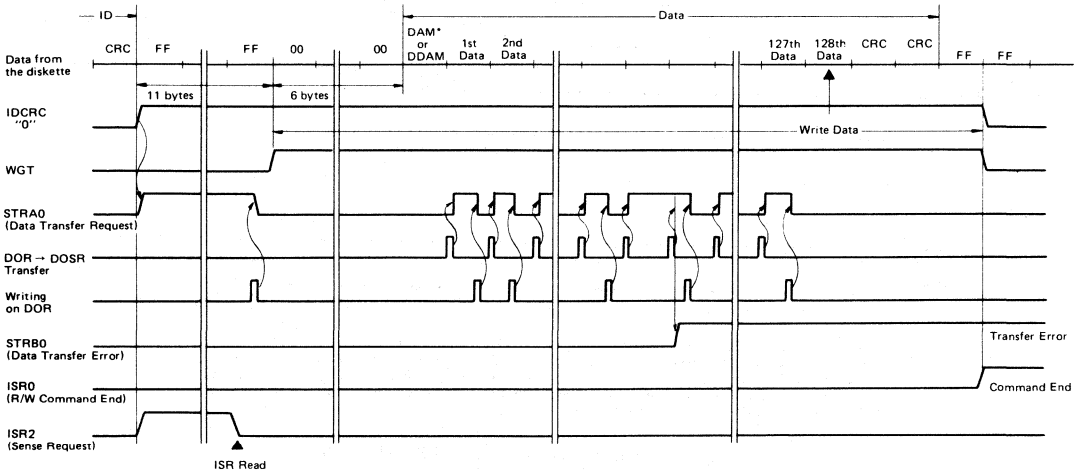 ID
Data
DAM*
or
DDAM
1st
Data
2nd
Data
127th
Data
128th
Data
CRC
CRC
CRC
FF
FF
00
00
FF
FF
Data from
the diskette
11 bytes
6 bytes
IDCRC
"0"
Write Data
WGT
STRA0
(Data Transfer Request)
DOR → DOSR
Transfer
Writing
on DOR
STRB0
(Data Transfer Error)
Transfer Error
ISR0
(R/W Command End)
Command End
ISR2
(Sense Request)
ISR Read